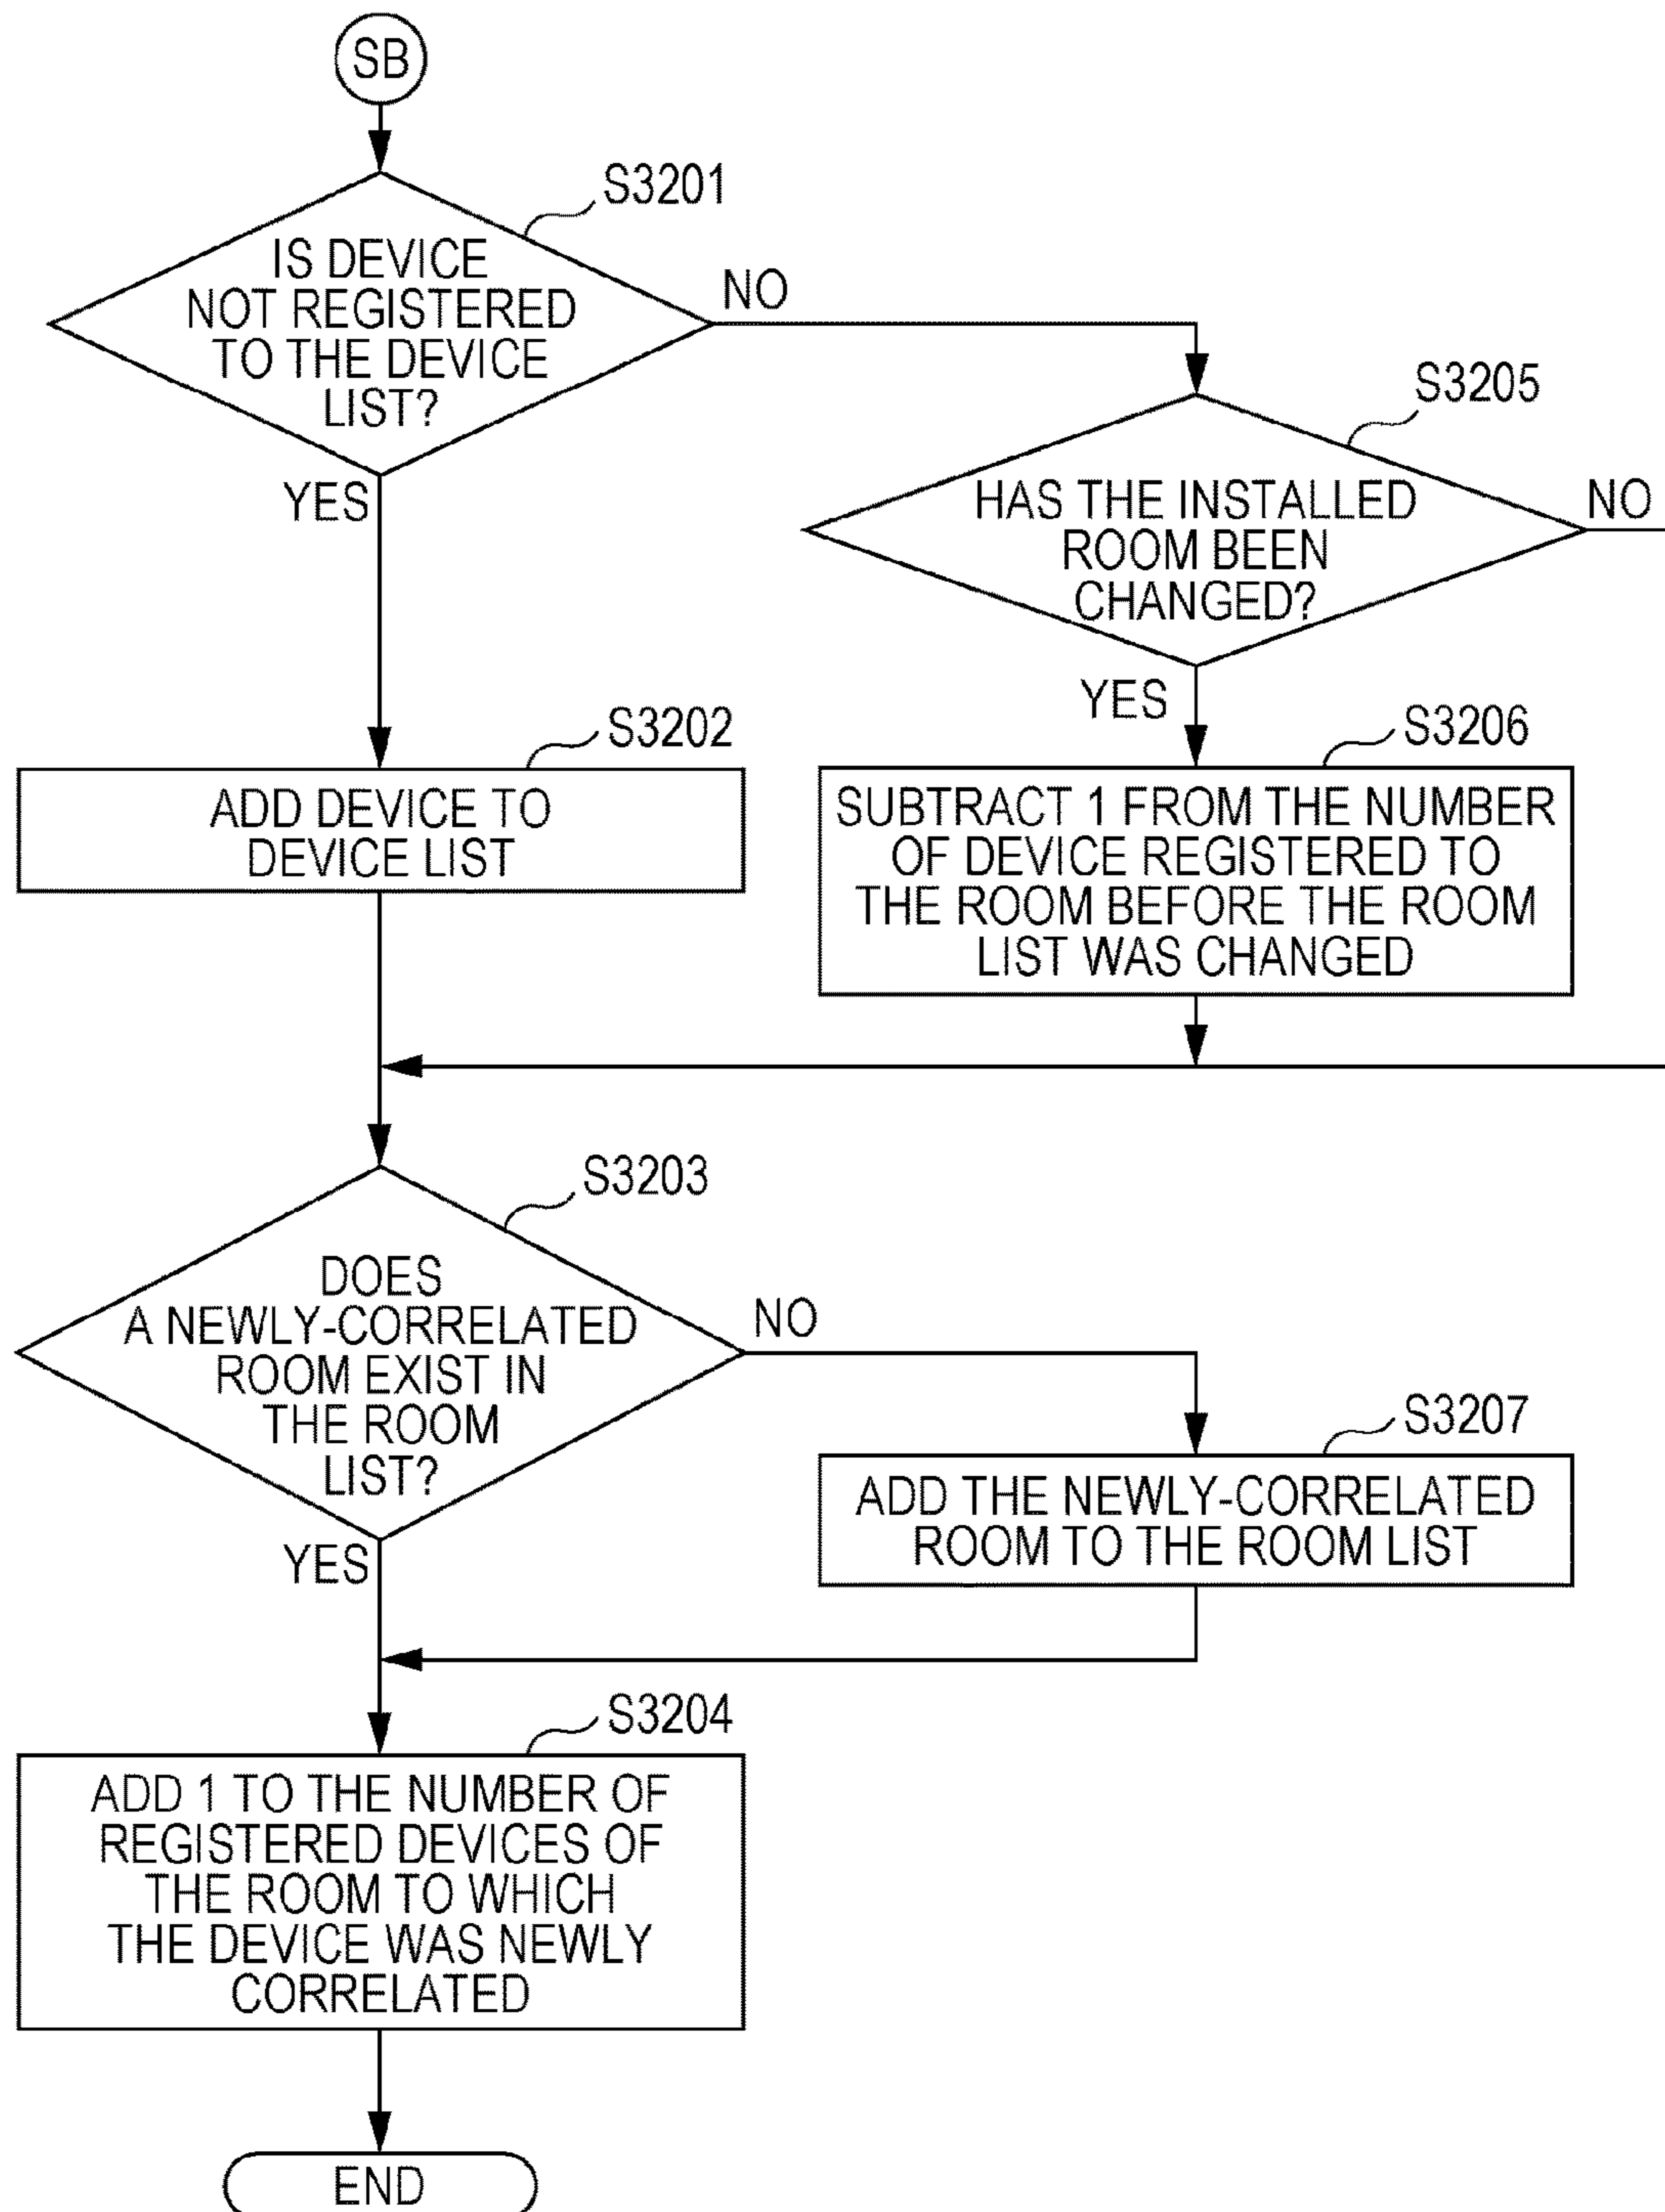 SB
S3201
IS DEVICE
NOT REGISTERED
TO THE DEVICE
LIST?
NO
YES
S3205
HAS THE INSTALLED
ROOM BEEN
CHANGED?
NO
YES
S3202
ADD DEVICE TO
DEVICE LIST
S3206
SUBTRACT 1 FROM THE NUMBER
OF DEVICE REGISTERED TO
THE ROOM BEFORE THE ROOM
LIST WAS CHANGED
S3203
DOES
A NEWLY-CORRELATED
ROOM EXIST IN
THE ROOM
LIST?
NO
YES
S3207
ADD THE NEWLY-CORRELATED
ROOM TO THE ROOM LIST
S3204
ADD 1 TO THE NUMBER OF
REGISTERED DEVICES OF
THE ROOM TO WHICH
THE DEVICE WAS NEWLY
CORRELATED
END